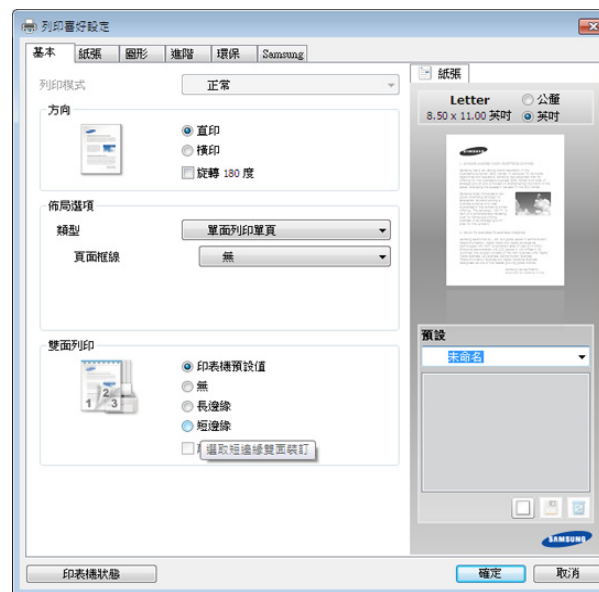 列印喜好設定
基本 紙張 圖形 進階 環保 Samsung
列印模式 正常
方向
直印
橫印
旋轉 180 度
佈局選項
類型 單面列印單頁
頁面框線 無
雙面列印
1 2 3
印表機預設值
無
長邊緣
短邊緣
選取短邊緣雙面裝訂
印表機狀態
紙張
Letter
8.50 x 11.00 英吋
公釐
英吋
SAMSUNG
預設
未命名
SAMSUNG
確定 取消